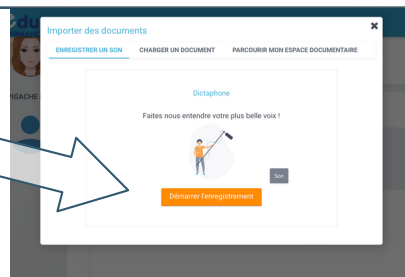 Importer des documents
ENREGISTRER UN SON CHARGER UN DOCUMENT PARCOURIR MON ESPACE DOCUMENTAIRE
Dictaphone
Faites nous entendre votre plus belle voix !
Son
Démarrer l'enregistrement
PIGACHE